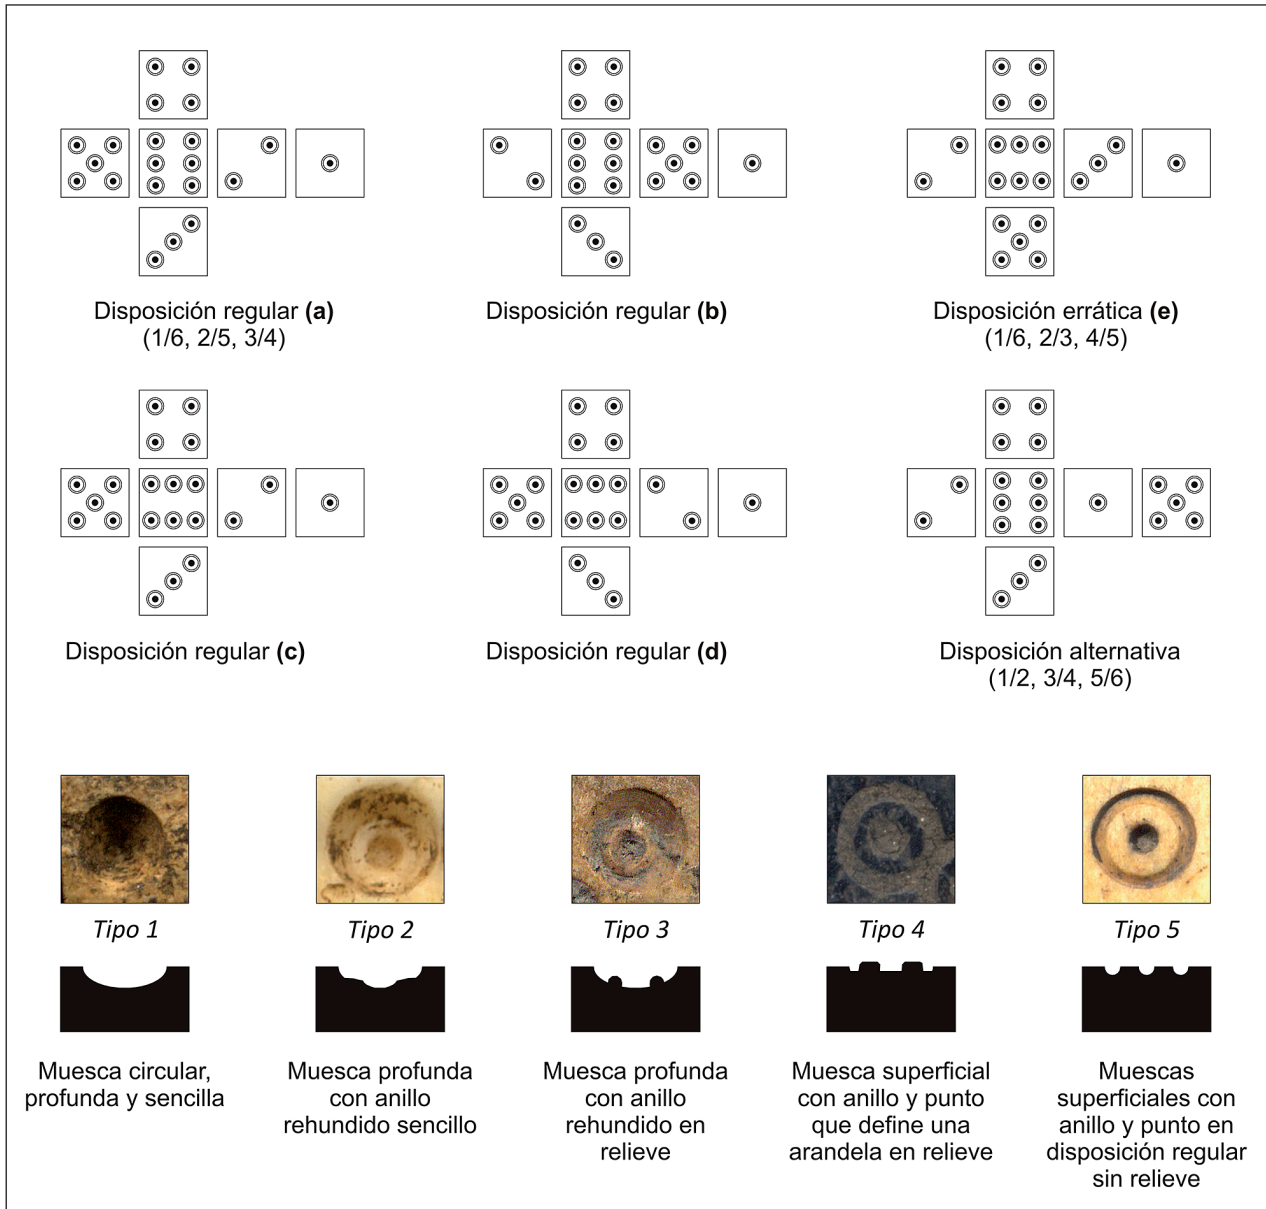 Disposición regular (a)
(1/6, 2/5, 3/4)
Disposición regular (b)
Disposición errática (e)
(1/6, 2/3, 4/5)
Disposición regular (c)
Disposición regular (d)
Disposición alternativa
(1/2, 3/4, 5/6)
Tipo 1
Tipo 2
Tipo 3
Tipo 4
Tipo 5
Muesca circular,
profunda y sencilla
Muesca profunda
con anillo
rehundido sencillo
Muesca profunda
con anillo
rehundido en
relieve
Muesca superficial
con anillo y punto
que define una
arandela en relieve
Muescas
superficiales con
anillo y punto en
disposición regular
sin relieve